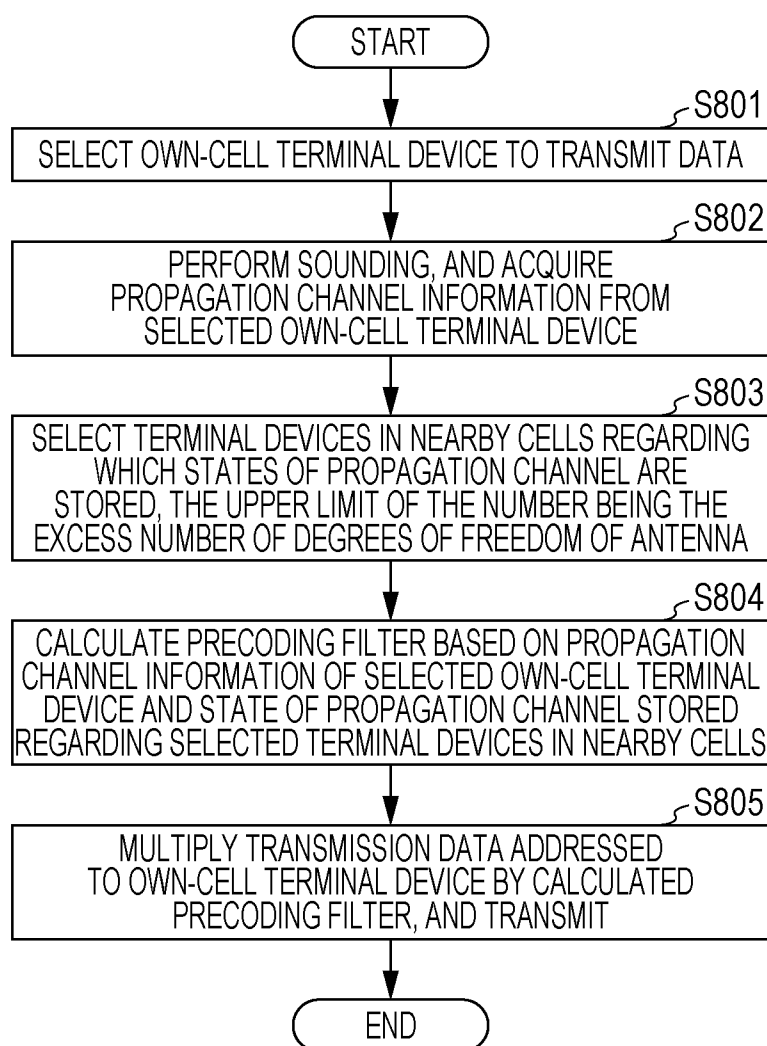 START
S801
SELECT OWN-CELL TERMINAL DEVICE TO TRANSMIT DATA
S802
PERFORM SOUNDING, AND ACQUIRE
PROPAGATION CHANNEL INFORMATION FROM
SELECTED OWN-CELL TERMINAL DEVICE
S803
SELECT TERMINAL DEVICES IN NEARBY CELLS REGARDING
WHICH STATES OF PROPAGATION CHANNEL ARE
STORED, THE UPPER LIMIT OF THE NUMBER BEING THE
EXCESS NUMBER OF DEGREES OF FREEDOM OF ANTENNA
S804
CALCULATE PRECODING FILTER BASED ON PROPAGATION
CHANNEL INFORMATION OF SELECTED OWN-CELL TERMINAL
DEVICE AND STATE OF PROPAGATION CHANNEL STORED
REGARDING SELECTED TERMINAL DEVICES IN NEARBY CELLS
S805
MULTIPLY TRANSMISSION DATA ADDRESSED
TO OWN-CELL TERMINAL DEVICE BY CALCULATED
PRECODING FILTER, AND TRANSMIT
END